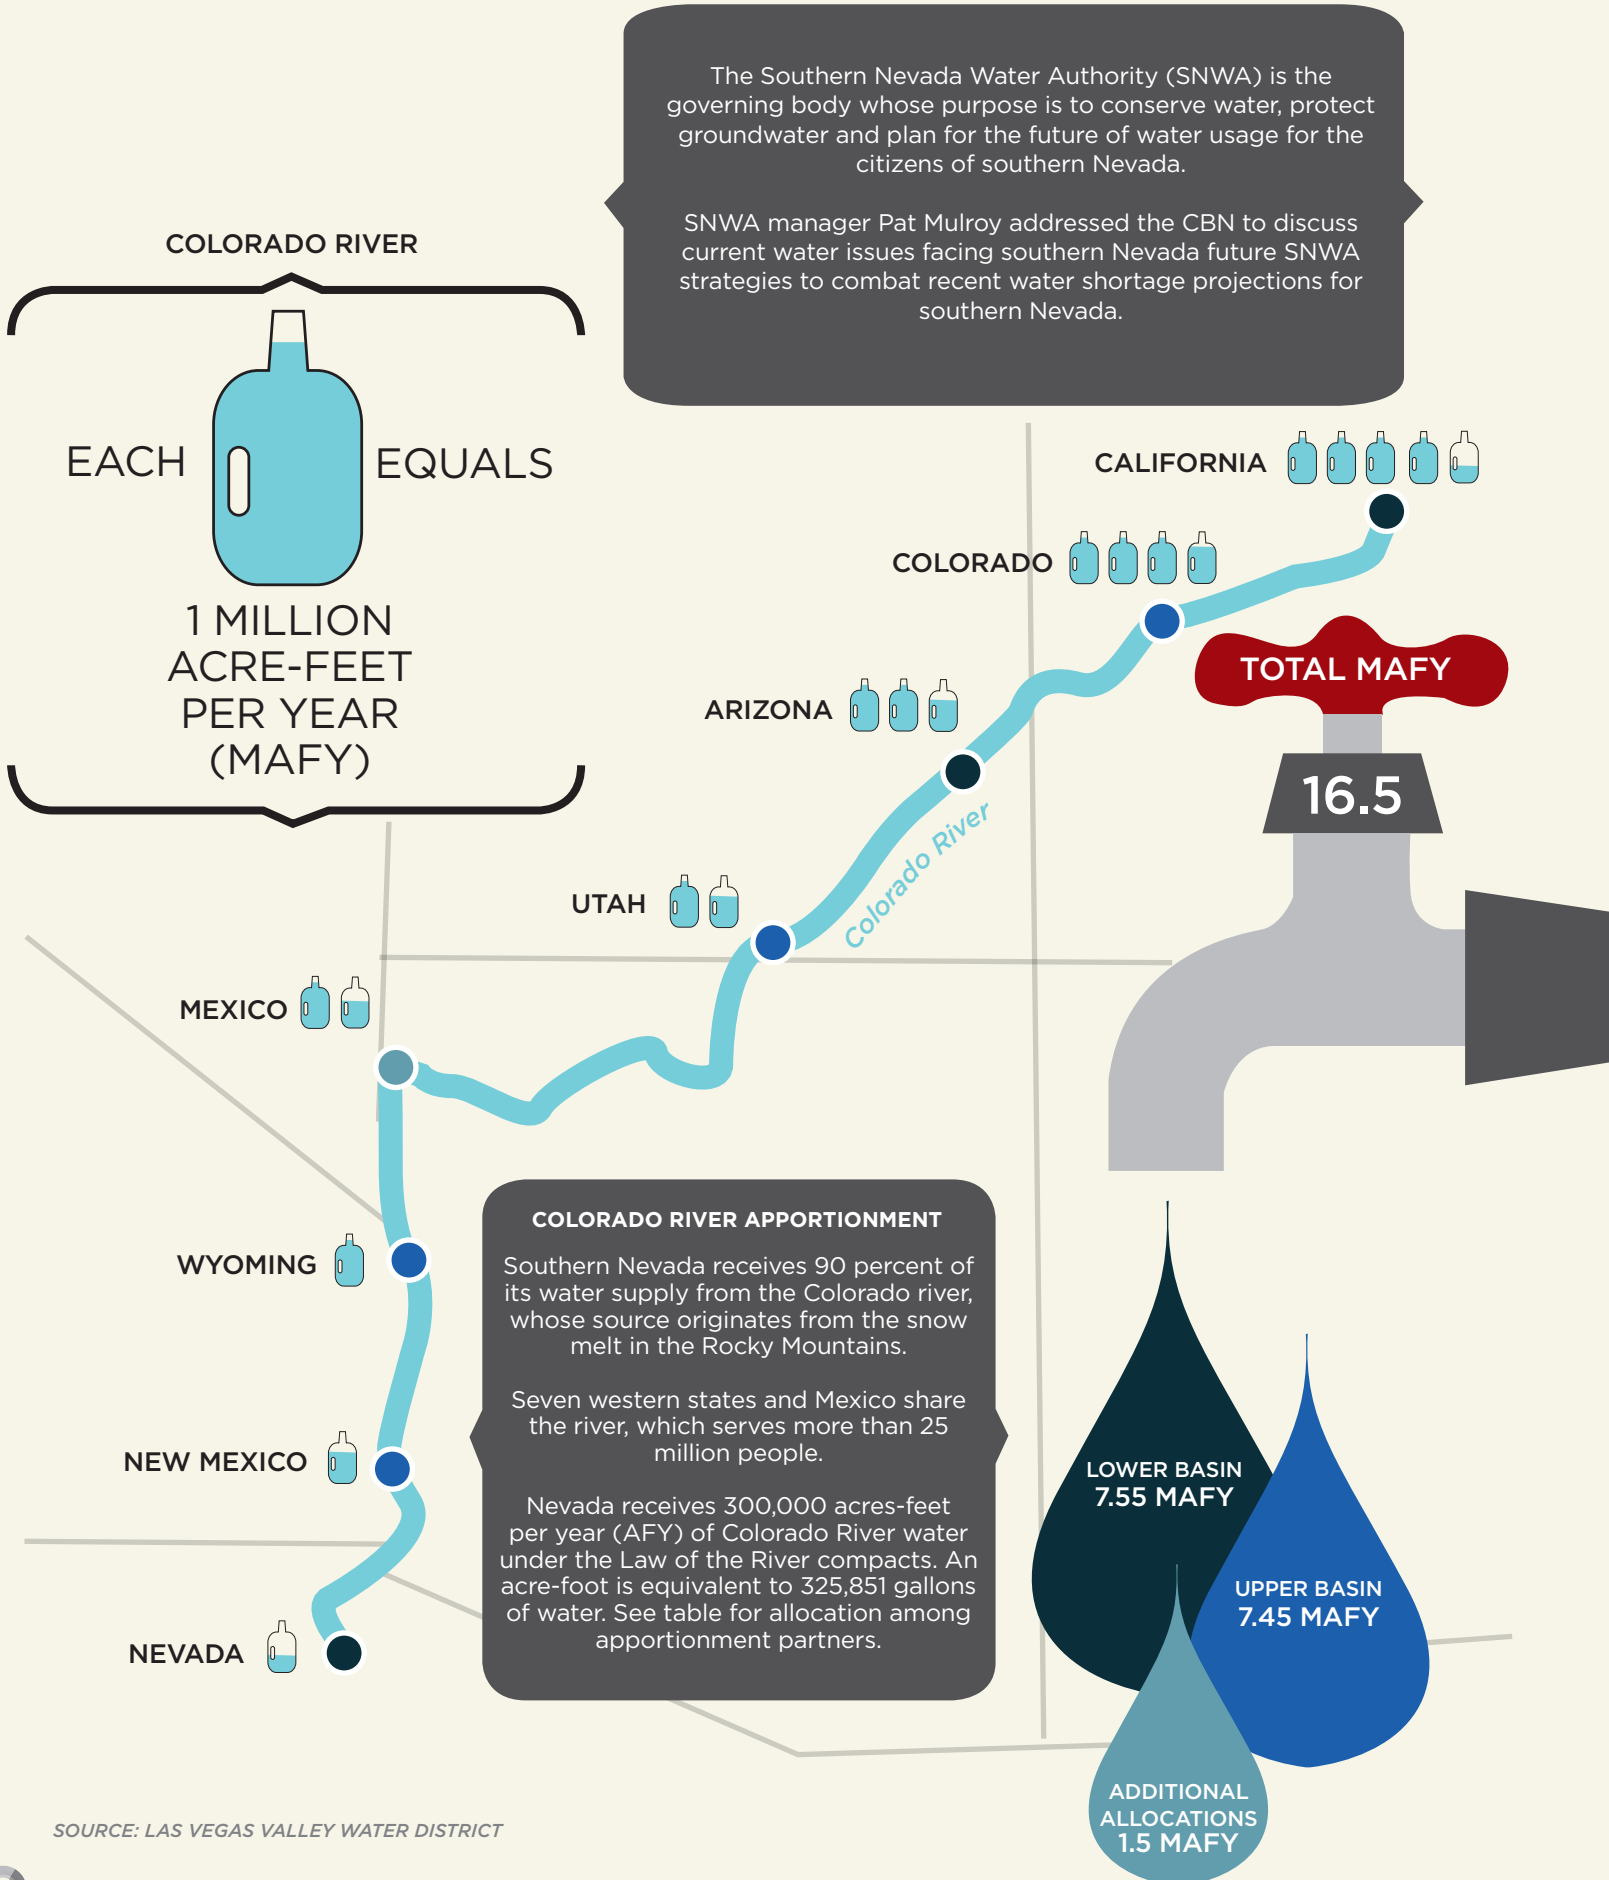 The Southern Nevada Water Authority (SNWA) is the
governing body whose purpose is to conserve water, protect
groundwater and plan for the future of water usage for the
citizens of southern Nevada.
SNWA manager Pat Mulroy addressed the CBN to discuss
current water issues facing southern Nevada future SNWA
strategies to combat recent water shortage projections for
southern Nevada.
COLORADO RIVER
EACH EQUALS
1 MILLION
ACRE-FEET
PER YEAR
(MAFY)
CALIFORNIA
COLORADO
ARIZONA
UTAH
MEXICO
WYOMING
NEW MEXICO
NEVADA
Colorado River
TOTAL MAFY
16.5
COLORADO RIVER APPORTIONMENT
Southern Nevada receives 90 percent of
its water supply from the Colorado river,
whose source originates from the snow
melt in the Rocky Mountains.
Seven western states and Mexico share
the river, which serves more than 25
million people.
Nevada receives 300,000 acres-feet
per year (AFY) of Colorado River water
under the Law of the River compacts. An
acre-foot is equivalent to 325,851 gallons
of water. See table for allocation among
apportionment partners.
LOWER BASIN
7.55 MAFY
UPPER BASIN
7.45 MAFY
ADDITIONAL
ALLOCATIONS
1.5 MAFY
SOURCE: LAS VEGAS VALLEY WATER DISTRICT